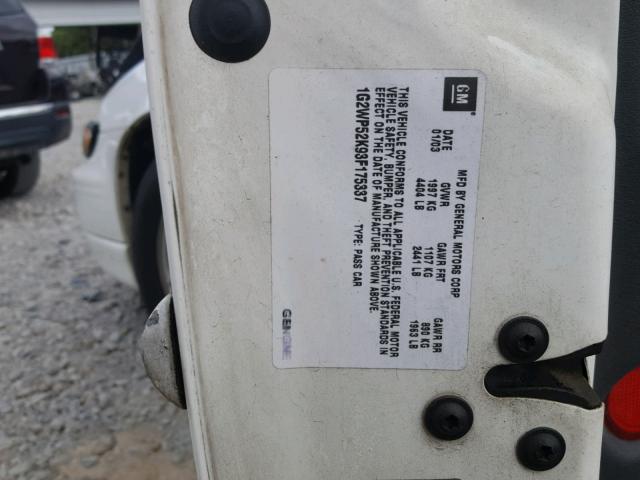 GM
MFD BY GENERAL MOTORS CORP
DATE GVWR GAWR FRT GAWR RR
01/03 1997 KG 1107 KG 890 KG
4404 LB 2441 LB 1963 LB
THIS VEHICLE CONFORMS TO ALL APPLICABLE U.S. FEDERAL MOTOR
VEHICLE SAFETY, BUMPER, AND THEFT PREVENTION STANDARDS IN
EFFECT ON THE DATE OF MANUFACTURE SHOWN ABOVE.
1G2WP52K93F175337 TYPE: PASS CAR
GENUINE